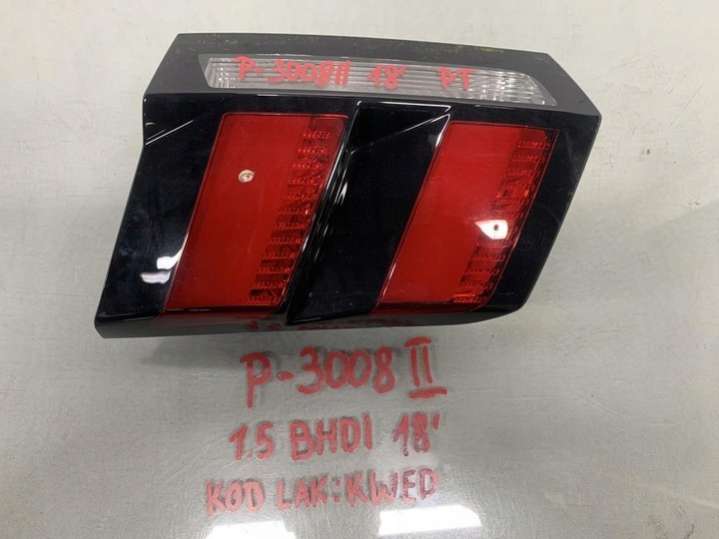 P-3008II 18' PT
P-3008 II
1.5 BHDI 18'
KOD LAK:KWED